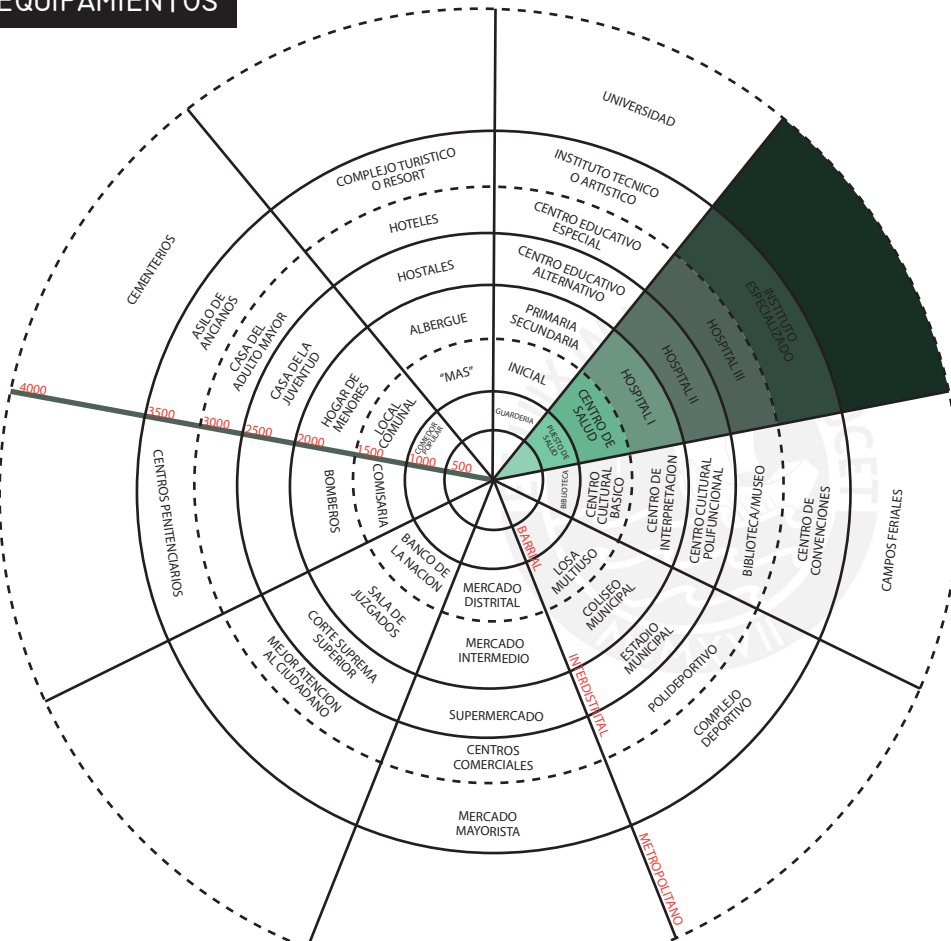 EQUIPAMIENTOS
UNIVERSIDAD
INSTITUTO TECNICO
O ARTISTICO
CENTRO EDUCATIVO
ESPECIAL
CENTRO EDUCATIVO
ALTERNATIVO
PRIMARIA
SECUNDARIA
INICIAL
GUARDERIA
INSTITUTO
ESPECIALIZADO
HOSPITAL III
HOSPITAL II
HOSPITAL I
CENTRO DE
SALUD
PUESTO DE
SALUD
CAMPOS FERIALES
CENTRO DE
CONVENCIONES
BIBLIOTECA/MUSEO
CENTRO CULTURAL
POLIFUNCIONAL
CENTRO DE
INTERPRETACION
CENTRO
CULTURAL
BASICO
BIBLIOTECA
LOSA
MULTIUSO
COLISEO
MUNICIPAL
ESTADIO
MUNICIPAL
POLIDEPORTIVO
COMPLEJO
DEPORTIVO
BARRIAL
INTERDISTRITAL
METROPOLITANO
MERCADO
DISTRITAL
MERCADO
INTERMEDIO
SUPERMERCADO
CENTROS
COMERCIALES
MERCADO
MAYORISTA
BANCO DE
LA NACION
SALA DE
JUZGADOS
CORTE SUPREMA
SUPERIOR
MEJOR ATENCION
AL CIUDADANO
COMISARIA
BOMBEROS
CENTROS PENITENCIARIOS
4000
3500
3000
2500
2000
1500
1000
500
COMEDOR
POPULAR
LOCAL
COMUNAL
HOGAR DE
MENORES
CASA DE LA
JUVENTUD
CASA DEL
ADULTO MAYOR
ASILO DE
ANCIANOS
CEMENTERIOS
"MAS"
ALBERGUE
HOSTALES
HOTELES
COMPLEJO TURISTICO
O RESORT